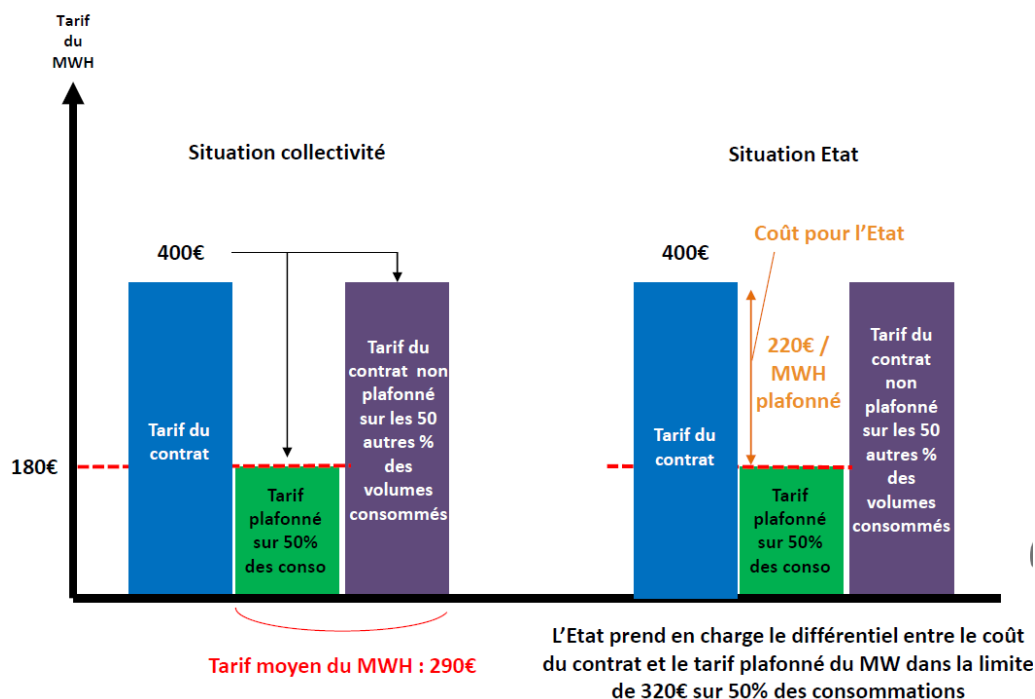 Tarif
du
MWH
Situation collectivité
Situation Etat
400€
Coût pour l'Etat
400€
Tarif du
contrat non
plafonné
sur les 50
autres %
des
volumes
consommés
220€ /
MWH
plafonné
Tarif du
contrat
non
plafonné
sur les 50
autres %
des
volumes
consommés
Tarif du
contrat
Tarif du
contrat
180€
Tarif
plafonné
sur 50%
des conso
Tarif
plafonné
sur 50%
des conso
Tarif moyen du MWH : 290€
L'Etat prend en charge le différentiel entre le coût
du contrat et le tarif plafonné du MW dans la limite
de 320€ sur 50% des consommations